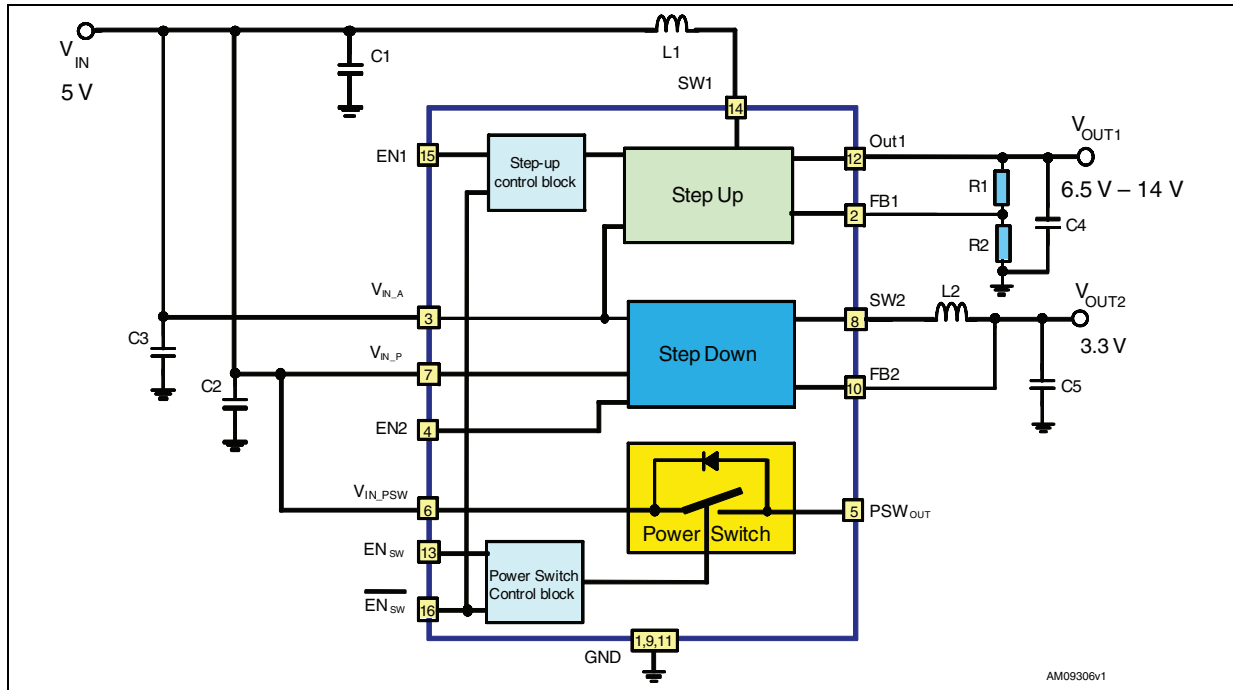 V IN
5 V
C1
L1
SW1
14
EN1
15
Step-up
control block
Step Up
12
Out1
VOUT1
6.5 V – 14 V
R1
2
FB1
C4
R2
VIN_A
3
C3
Step Down
8
SW2
L2
VOUT2
3.3 V
VIN_P
7
C2
10
FB2
C5
EN2
4
VIN_PSW
6
Power Switch
5
PSWOUT
ENSW
13
Power Switch
Control block
ENSW
16
1,9,11
GND
AM09306v1